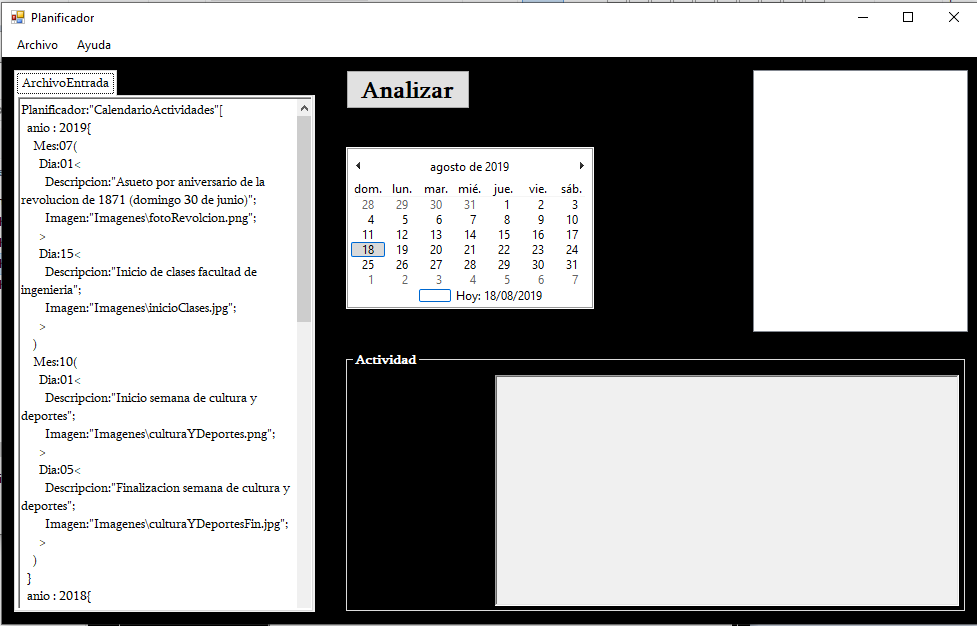 Planificador
Archivo Ayuda
ArchivoEntrada
Planificador:"CalendarioActividades"[
anio : 2019{
Mes:07(
Dia:01<
Descripcion:"Asueto por aniversario de la
revolucion de 1871 (domingo 30 de junio)";
Imagen:"Imagenes\fotoRevolcion.png";
>
Dia:15<
Descripcion:"Inicio de clases facultad de
ingenieria";
Imagen:"Imagenes\inicioClases.jpg";
>
)
Mes:10(
Dia:01<
Descripcion:"Inicio semana de cultura y
deportes";
Imagen:"Imagenes\culturaYDeportes.png";
>
Dia:05<
Descripcion:"Finalizacion semana de cultura y
deportes";
Imagen:"Imagenes\culturaYDeportesFin.jpg";
>
)
}
anio : 2018{
Analizar
agosto de 2019
dom. lun. mar. mié. jue. vie. sáb.
28 29 30 31 1 2 3
4 5 6 7 8 9 10
11 12 13 14 15 16 17
18 19 20 21 22 23 24
25 26 27 28 29 30 31
1 2 3 4 5 6 7
Hoy: 18/08/2019
Actividad